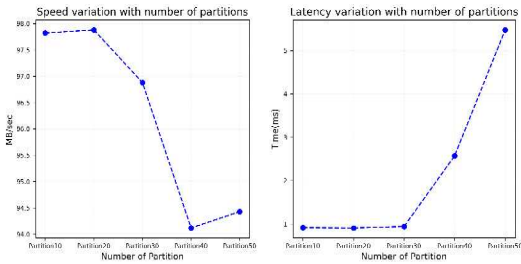 Speed variation with number of partitions
98.0
97.5
97.0
96.5
96.0
95.5
95.0
94.5
94.0
MB/sec
Partition10 Partition20 Partition30 Partition40 Partition50
Number of Partition
Latency variation with number of partitions
5
4
3
2
1
Time(ms)
Partition10 Partition20 Partition30 Partition40 Partition50
Number of Partition